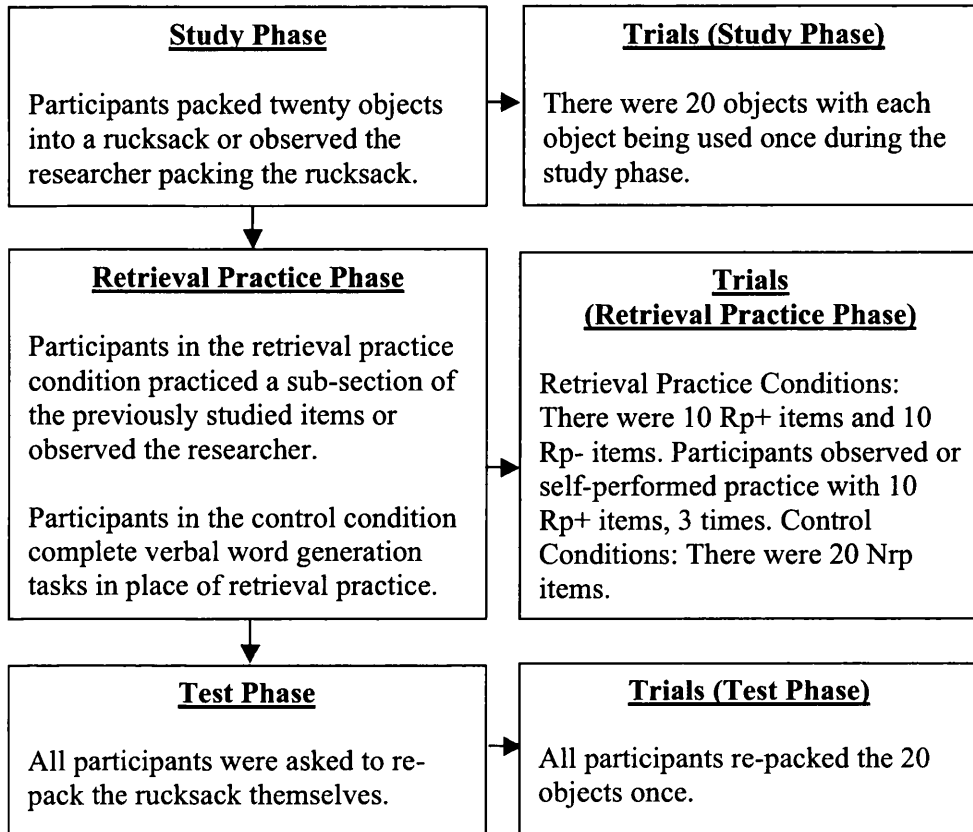 Study Phase
Participants packed twenty objects
into a rucksack or observed the
researcher packing the rucksack.
Trials (Study Phase)
There were 20 objects with each
object being used once during the
study phase.
Retrieval Practice Phase
Participants in the retrieval practice
condition practiced a sub-section of
the previously studied items or
observed the researcher.
Participants in the control condition
complete verbal word generation
tasks in place of retrieval practice.
Trials
(Retrieval Practice Phase)
Retrieval Practice Conditions:
There were 10 Rp+ items and 10
Rp- items. Participants observed or
self-performed practice with 10
Rp+ items, 3 times. Control
Conditions: There were 20 Nrp
items.
Test Phase
All participants were asked to re-
pack the rucksack themselves.
Trials (Test Phase)
All participants re-packed the 20
objects once.